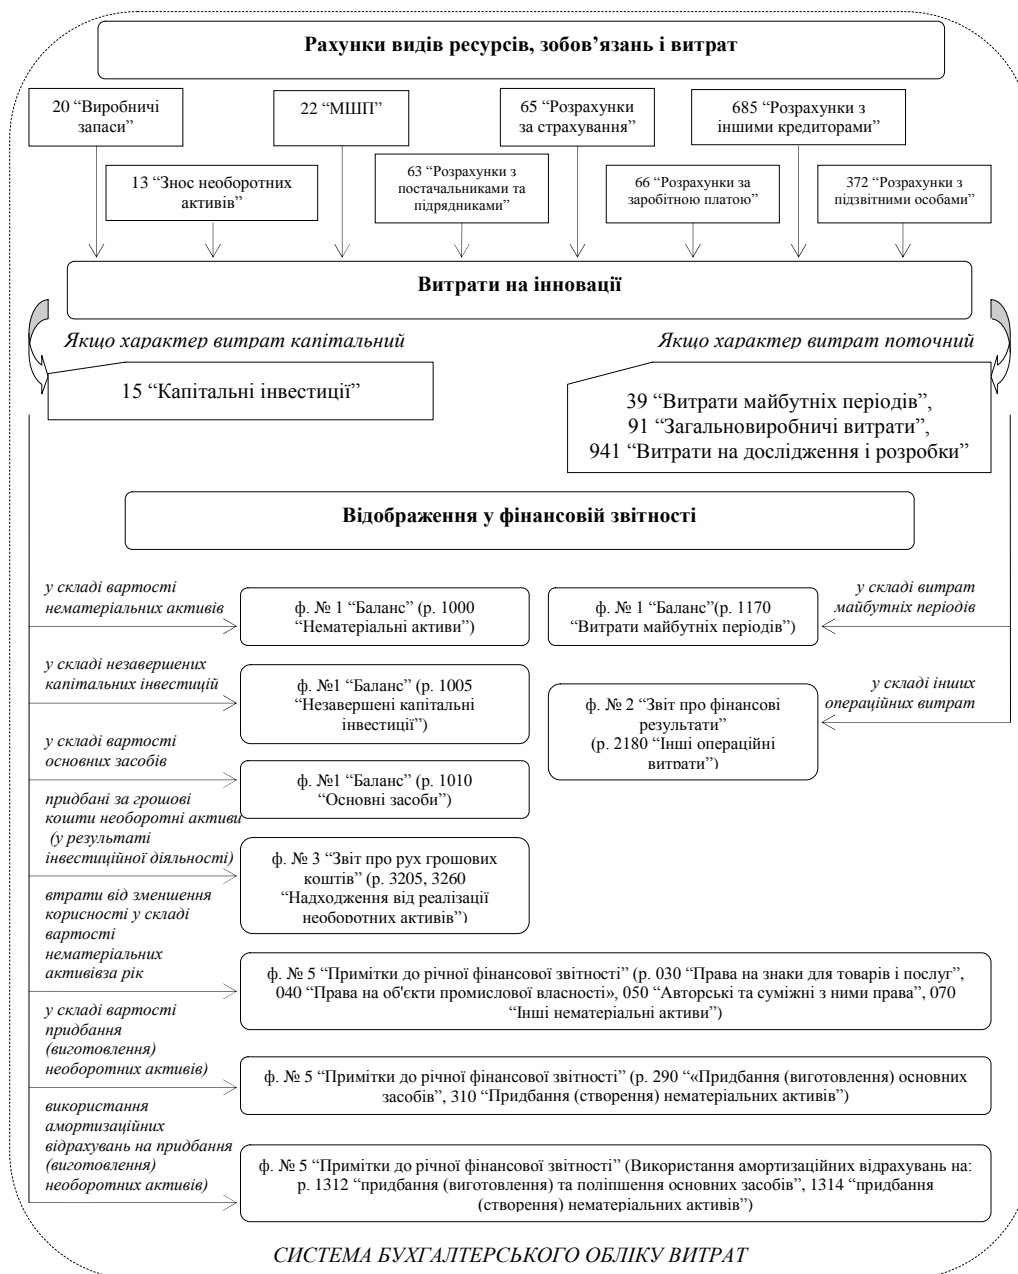 Рахунки видів ресурсів, зобов’язань і витрат
20 “Виробничі
запаси”
22 “МШП”
65 “Розрахунки
за страхування”
685 “Розрахунки з
іншими кредиторами”
13 “Знос необоротних
активів”
63 “Розрахунки з
постачальниками та
підрядниками”
66 “Розрахунки за
заробітною платою”
372 “Розрахунки з
підзвітними особами”
Витрати на інновації
Якщо характер витрат капітальний
Якщо характер витрат поточний
15 “Капітальні інвестиції”
39 “Витрати майбутніх періодів”,
91 “Загальновиробничі витрати”,
941 “Витрати на дослідження і розробки”
Відображення у фінансовій звітності
у складі вартості
нематеріальних активів
ф. № 1 “Баланс” (р. 1000
“Нематеріальні активи”)
ф. № 1 “Баланс”(р. 1170
“Витрати майбутніх періодів”)
у складі витрат
майбутніх періодів
у складі незавершених
капітальних інвестицій
ф. №1 “Баланс” (р. 1005
“Незавершені капітальні
інвестиції”)
ф. № 2 “Звіт про фінансові
результати”
(р. 2180 “Інші операційні
витрати”)
у складі інших
операційних витрат
у складі вартості
основних засобів
ф. №1 “Баланс” (р. 1010
“Основні засоби”)
придбані за грошові
кошти необоротні активи
(у результаті
інвестиційної діяльності)
ф. № 3 “Звіт про рух грошових
коштів” (р. 3205, 3260
“Надходження від реалізації
необоротних активів”)
втрати від зменшення
корисності у складі
вартості
нематеріальних
активівза рік
ф. № 5 “Примітки до річної фінансової звітності” (р. 030 “Права на знаки для товарів і послуг”,
040 “Права на об'єкти промислової власності», 050 “Авторські та суміжні з ними права”, 070
“Інші нематеріальні активи”)
у складі вартості
придбання
(виготовлення)
необоротних активів)
ф. № 5 “Примітки до річної фінансової звітності” (р. 290 “«Придбання (виготовлення) основних
засобів”, 310 “Придбання (створення) нематеріальних активів”)
використання
амортизаційних
відрахувань на придбання
(виготовлення)
необоротних активів)
ф. № 5 “Примітки до річної фінансової звітності” (Використання амортизаційних відрахувань на:
р. 1312 “придбання (виготовлення) та поліпшення основних засобів”, 1314 “придбання
(створення) нематеріальних активів”)
СИСТЕМА БУХГАЛТЕРСЬКОГО ОБЛІКУ ВИТРАТ